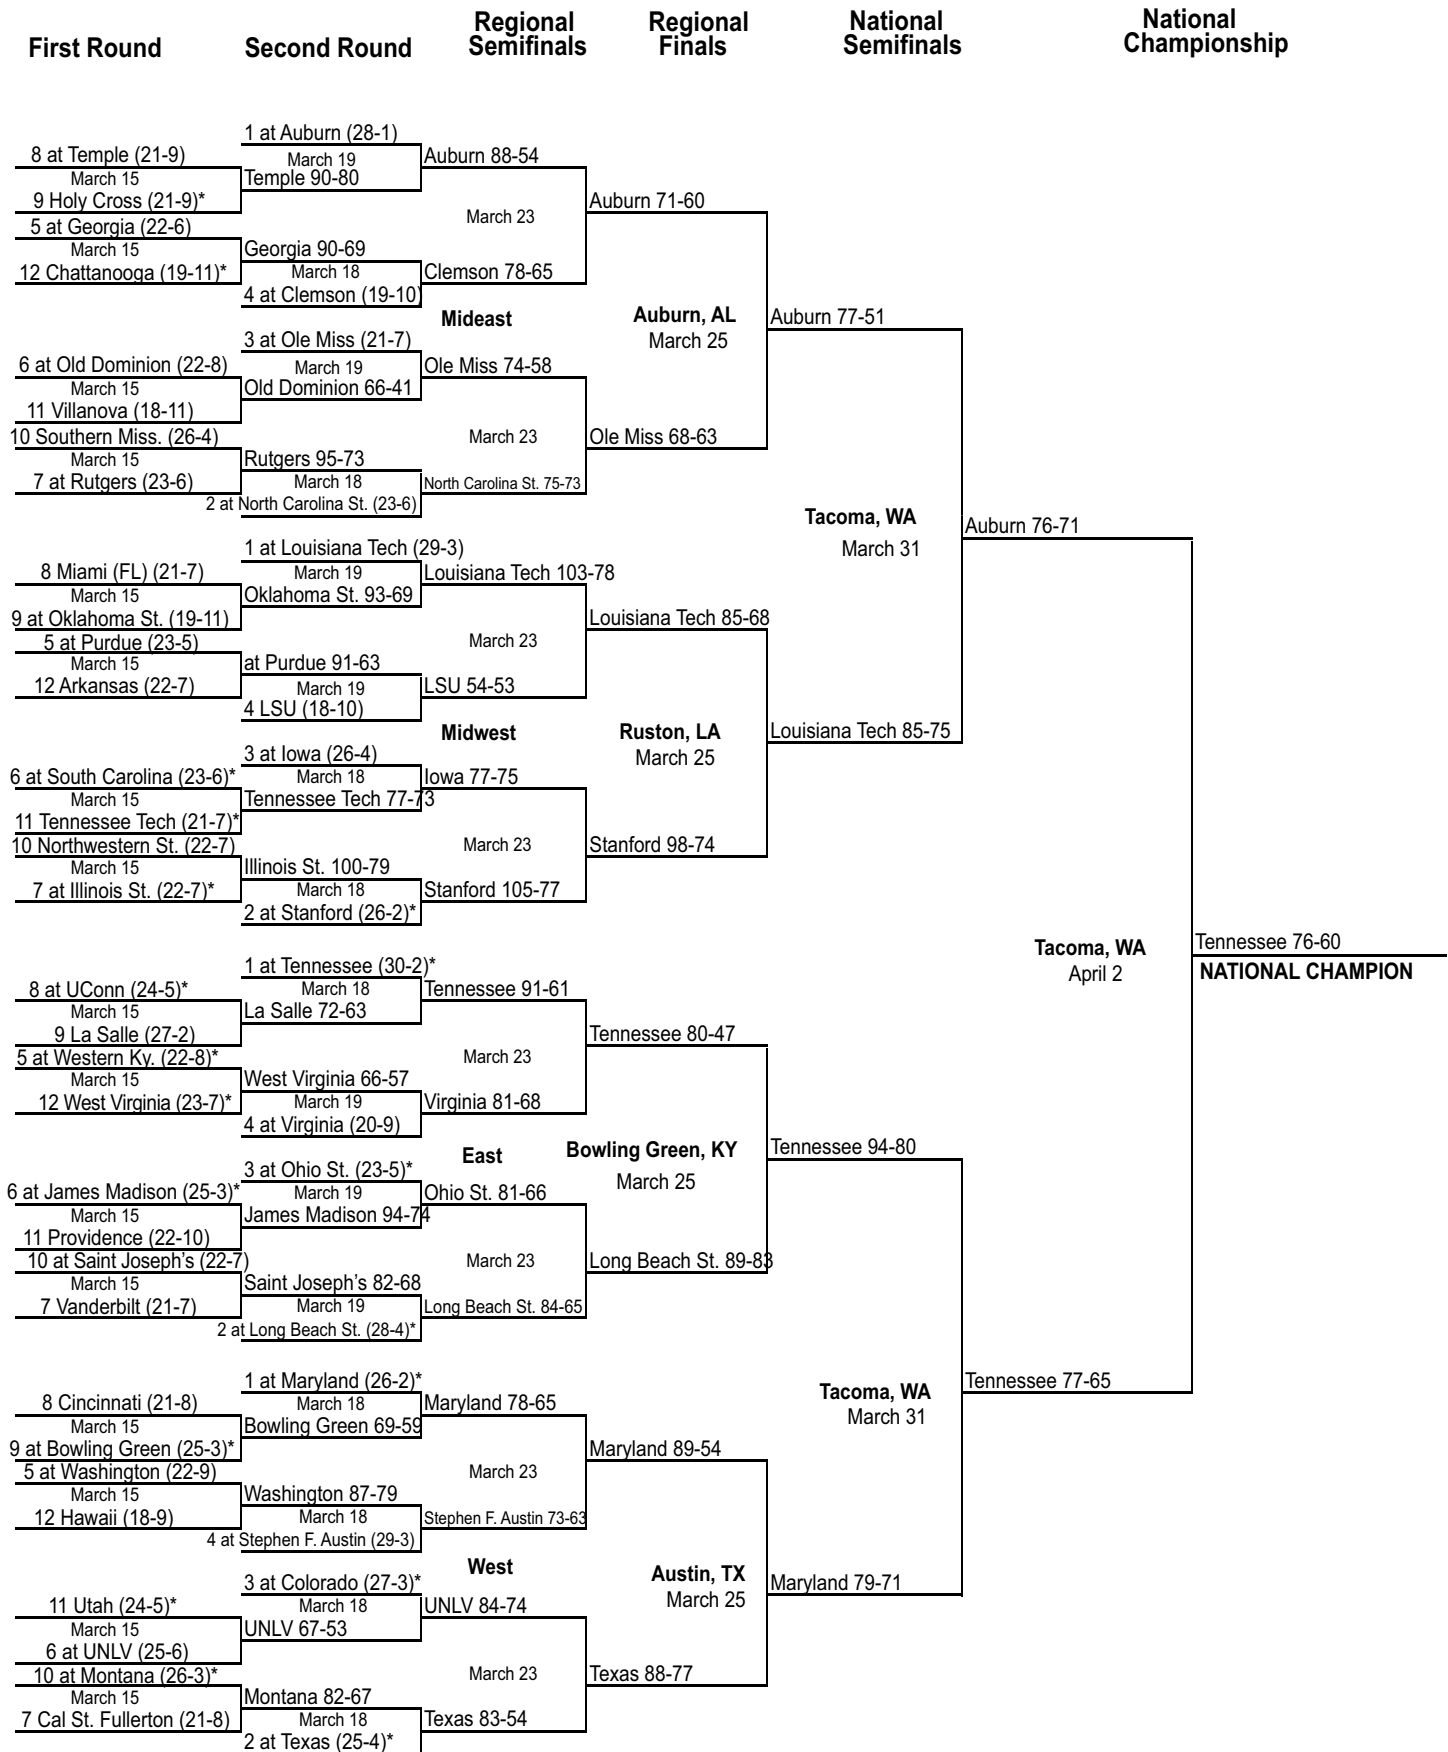 First Round
Second Round
Regional
Semifinals
Regional
Finals
National
Semifinals
National
Championship
1 at Auburn (28-1)
8 at Temple (21-9)
March 19
Auburn 88-54
March 15
Temple 90-80
9 Holy Cross (21-9)*
March 23
Auburn 71-60
5 at Georgia (22-6)
March 15
Georgia 90-69
12 Chattanooga (19-11)*
March 18
Clemson 78-65
4 at Clemson (19-10)
Mideast
Auburn, AL
March 25
Auburn 77-51
3 at Ole Miss (21-7)
6 at Old Dominion (22-8)
March 19
Ole Miss 74-58
March 15
Old Dominion 66-41
11 Villanova (18-11)
10 Southern Miss. (26-4)
March 23
Ole Miss 68-63
March 15
Rutgers 95-73
7 at Rutgers (23-6)
March 18
North Carolina St. 75-73
2 at North Carolina St. (23-6)
Tacoma, WA
March 31
Auburn 76-71
1 at Louisiana Tech (29-3)
8 Miami (FL) (21-7)
March 19
Louisiana Tech 103-78
March 15
Oklahoma St. 93-69
9 at Oklahoma St. (19-11)
Louisiana Tech 85-68
5 at Purdue (23-5)
March 23
March 15
at Purdue 91-63
12 Arkansas (22-7)
March 19
LSU 54-53
4 LSU (18-10)
Midwest
Ruston, LA
March 25
Louisiana Tech 85-75
3 at Iowa (26-4)
6 at South Carolina (23-6)*
March 18
Iowa 77-75
March 15
Tennessee Tech 77-73
11 Tennessee Tech (21-7)*
10 Northwestern St. (22-7)
March 23
Stanford 98-74
March 15
Illinois St. 100-79
7 at Illinois St. (22-7)*
March 18
Stanford 105-77
2 at Stanford (26-2)*
Tacoma, WA
April 2
Tennessee 76-60
NATIONAL CHAMPION
1 at Tennessee (30-2)*
8 at UConn (24-5)*
March 18
Tennessee 91-61
March 15
La Salle 72-63
9 La Salle (27-2)
Tennessee 80-47
5 at Western Ky. (22-8)*
March 23
March 15
West Virginia 66-57
12 West Virginia (23-7)*
March 19
Virginia 81-68
4 at Virginia (20-9)
East
Bowling Green, KY
March 25
Tennessee 94-80
3 at Ohio St. (23-5)*
6 at James Madison (25-3)*
March 19
Ohio St. 81-66
March 15
James Madison 94-74
11 Providence (22-10)
10 at Saint Joseph's (22-7)
March 23
Long Beach St. 89-83
March 15
Saint Joseph's 82-68
7 Vanderbilt (21-7)
March 19
Long Beach St. 84-65
2 at Long Beach St. (28-4)*
Tacoma, WA
March 31
Tennessee 77-65
1 at Maryland (26-2)*
8 Cincinnati (21-8)
March 18
Maryland 78-65
March 15
Bowling Green 69-59
9 at Bowling Green (25-3)*
Maryland 89-54
5 at Washington (22-9)
March 23
March 15
Washington 87-79
12 Hawaii (18-9)
March 18
Stephen F. Austin 73-63
4 at Stephen F. Austin (29-3)
West
Austin, TX
March 25
Maryland 79-71
3 at Colorado (27-3)*
11 Utah (24-5)*
March 18
UNLV 84-74
March 15
UNLV 67-53
6 at UNLV (25-6)
10 at Montana (26-3)*
March 23
Texas 88-77
March 15
Montana 82-67
7 Cal St. Fullerton (21-8)
March 18
Texas 83-54
2 at Texas (25-4)*